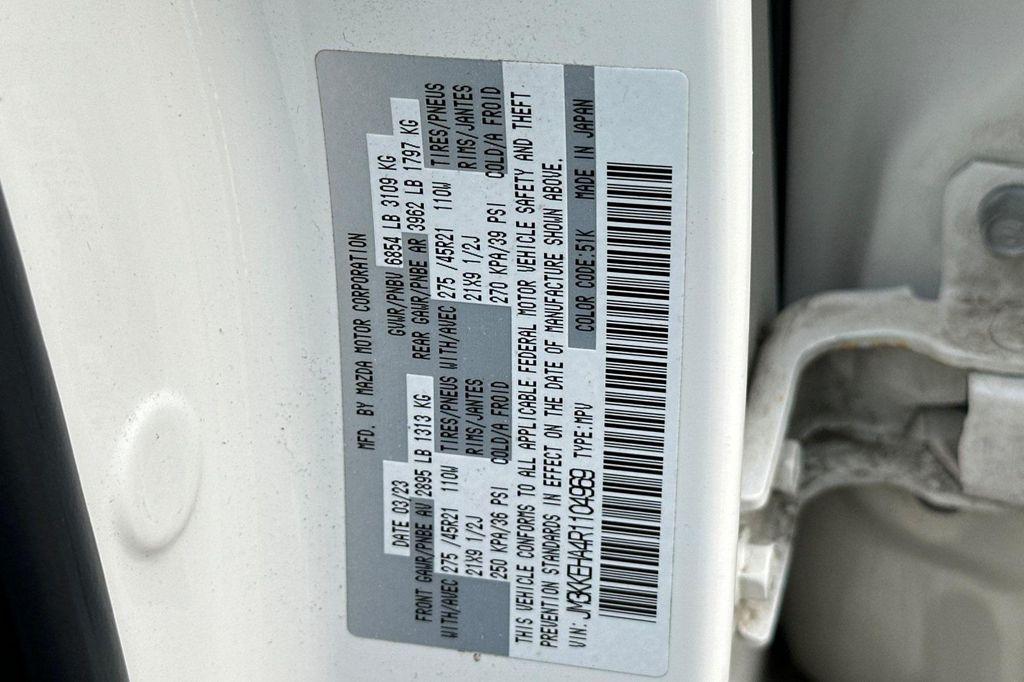 MFD. BY MAZDA MOTOR CORPORATION
DATE 03/23 GVWR/PNBV 6854 LB 3109 KG
FRONT GAWR/PNBE AV 2895 LB 1313 KG REAR GAWR/PNBE AR 3962 LB 1797 KG
WITH/AVEC 275 /45R21 110W TIRES/PNEUS WITH/AVEC 275 /45R21 110W TIRES/PNEUS
21X9 1/2J RIMS/JANTES 21X9 1/2J RIMS/JANTES
250 KPA/36 PSI COLD/A FROID 270 KPA/39 PSI COLD/A FROID
THIS VEHICLE CONFORMS TO ALL APPLICABLE FEDERAL MOTOR VEHICLE SAFETY AND THEFT
PREVENTION STANDARDS IN EFFECT ON THE DATE OF MANUFACTURE SHOWN ABOVE.
VIN: JM3KKEHA4R1104969 TYPE:MPV COLOR CODE:51K MADE IN JAPAN